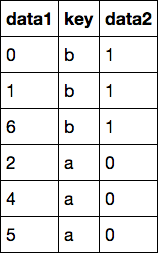 data1 key data2
0 b 1
1 b 1
6 b 1
2 a 0
4 a 0
5 a 0